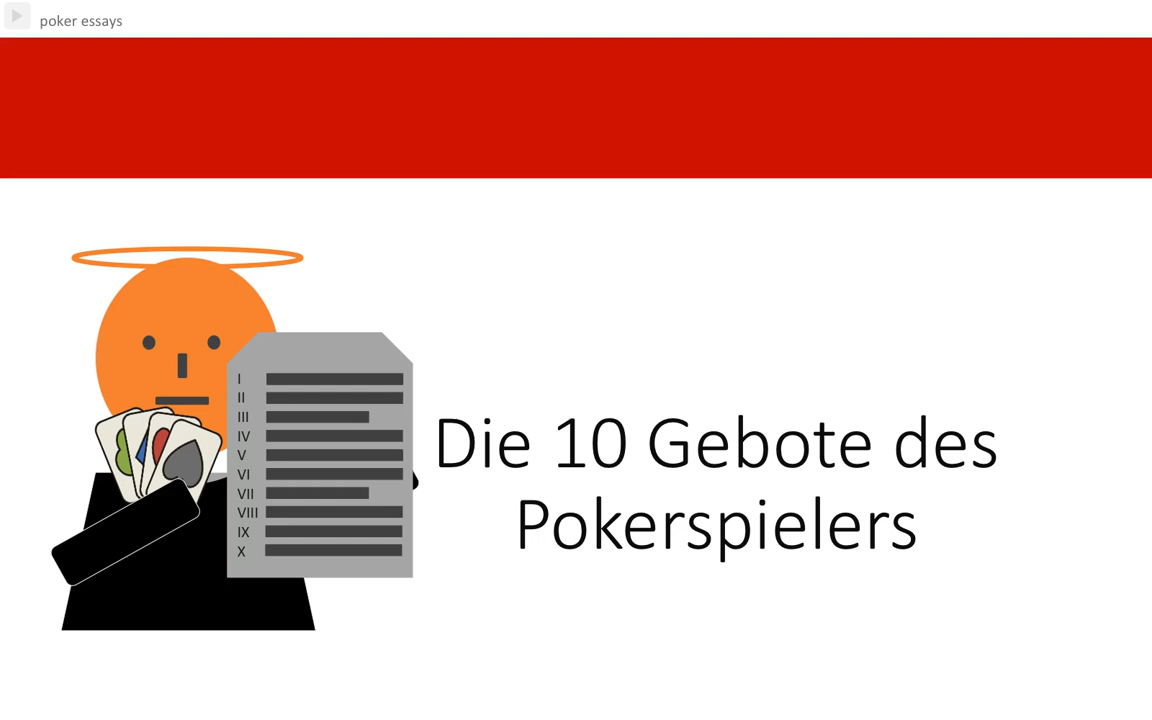 poker essays
I
II
III
IV
V
VI
VII
VIII
IX
X
Die 10 Gebote des
Pokerspielers